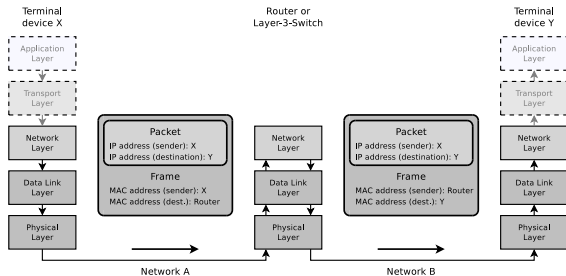 Terminal
device X
Router or
Layer-3-Switch
Terminal
device Y
Application
Layer
Transport
Layer
Network
Layer
Data Link
Layer
Physical
Layer
Packet
IP address (sender): X
IP address (destination): Y
Frame
MAC address (sender): X
MAC address (dest.): Router
Network
Layer
Data Link
Layer
Physical
Layer
Packet
IP address (sender): X
IP address (destination): Y
Frame
MAC address (sender): Router
MAC address (dest.): Y
Application
Layer
Transport
Layer
Network
Layer
Data Link
Layer
Physical
Layer
Network A
Network B